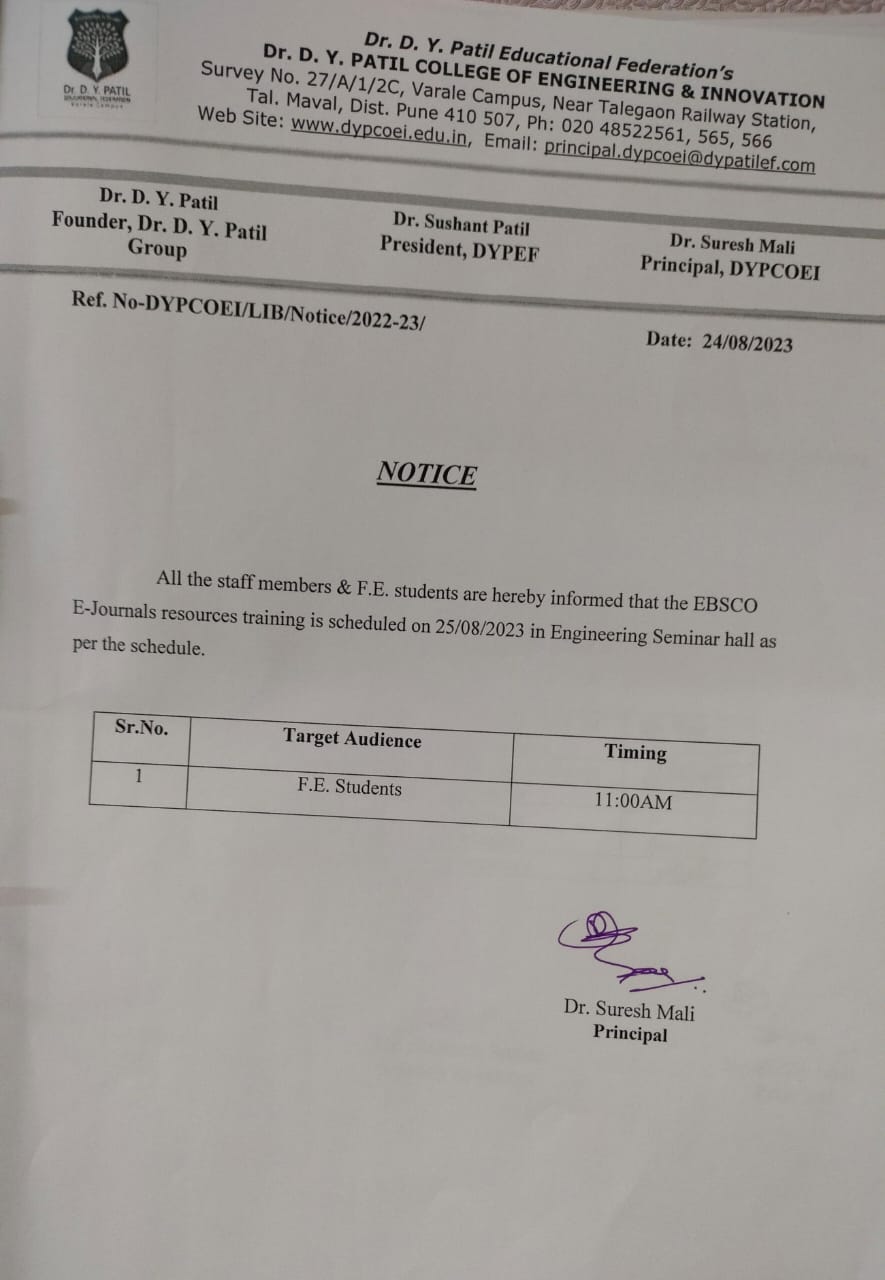 Dr. D. Y. PATIL
EDUCATIONAL FEDERATION
Varale Campus
Dr. D. Y. Patil Educational Federation's
Dr. D. Y. PATIL COLLEGE OF ENGINEERING & INNOVATION
Survey No. 27/A/1/2C, Varale Campus, Near Talegaon Railway Station,
Tal. Maval, Dist. Pune 410 507, Ph: 020 48522561, 565, 566
Web Site: www.dypcoei.edu.in, Email: principal.dypcoei@dypatilef.com
Dr. D. Y. Patil
Founder, Dr. D. Y. Patil
Group
Dr. Sushant Patil
President, DYPEF
Dr. Suresh Mali
Principal, DYPCOEI
Ref. No-DYPCOEI/LIB/Notice/2022-23/
Date: 24/08/2023
NOTICE
All the staff members & F.E. students are hereby informed that the EBSCO
E-Journals resources training is scheduled on 25/08/2023 in Engineering Seminar hall as
per the schedule.
Sr.No. Target Audience Timing
1 F.E. Students 11:00AM
Dr. Suresh Mali
Principal